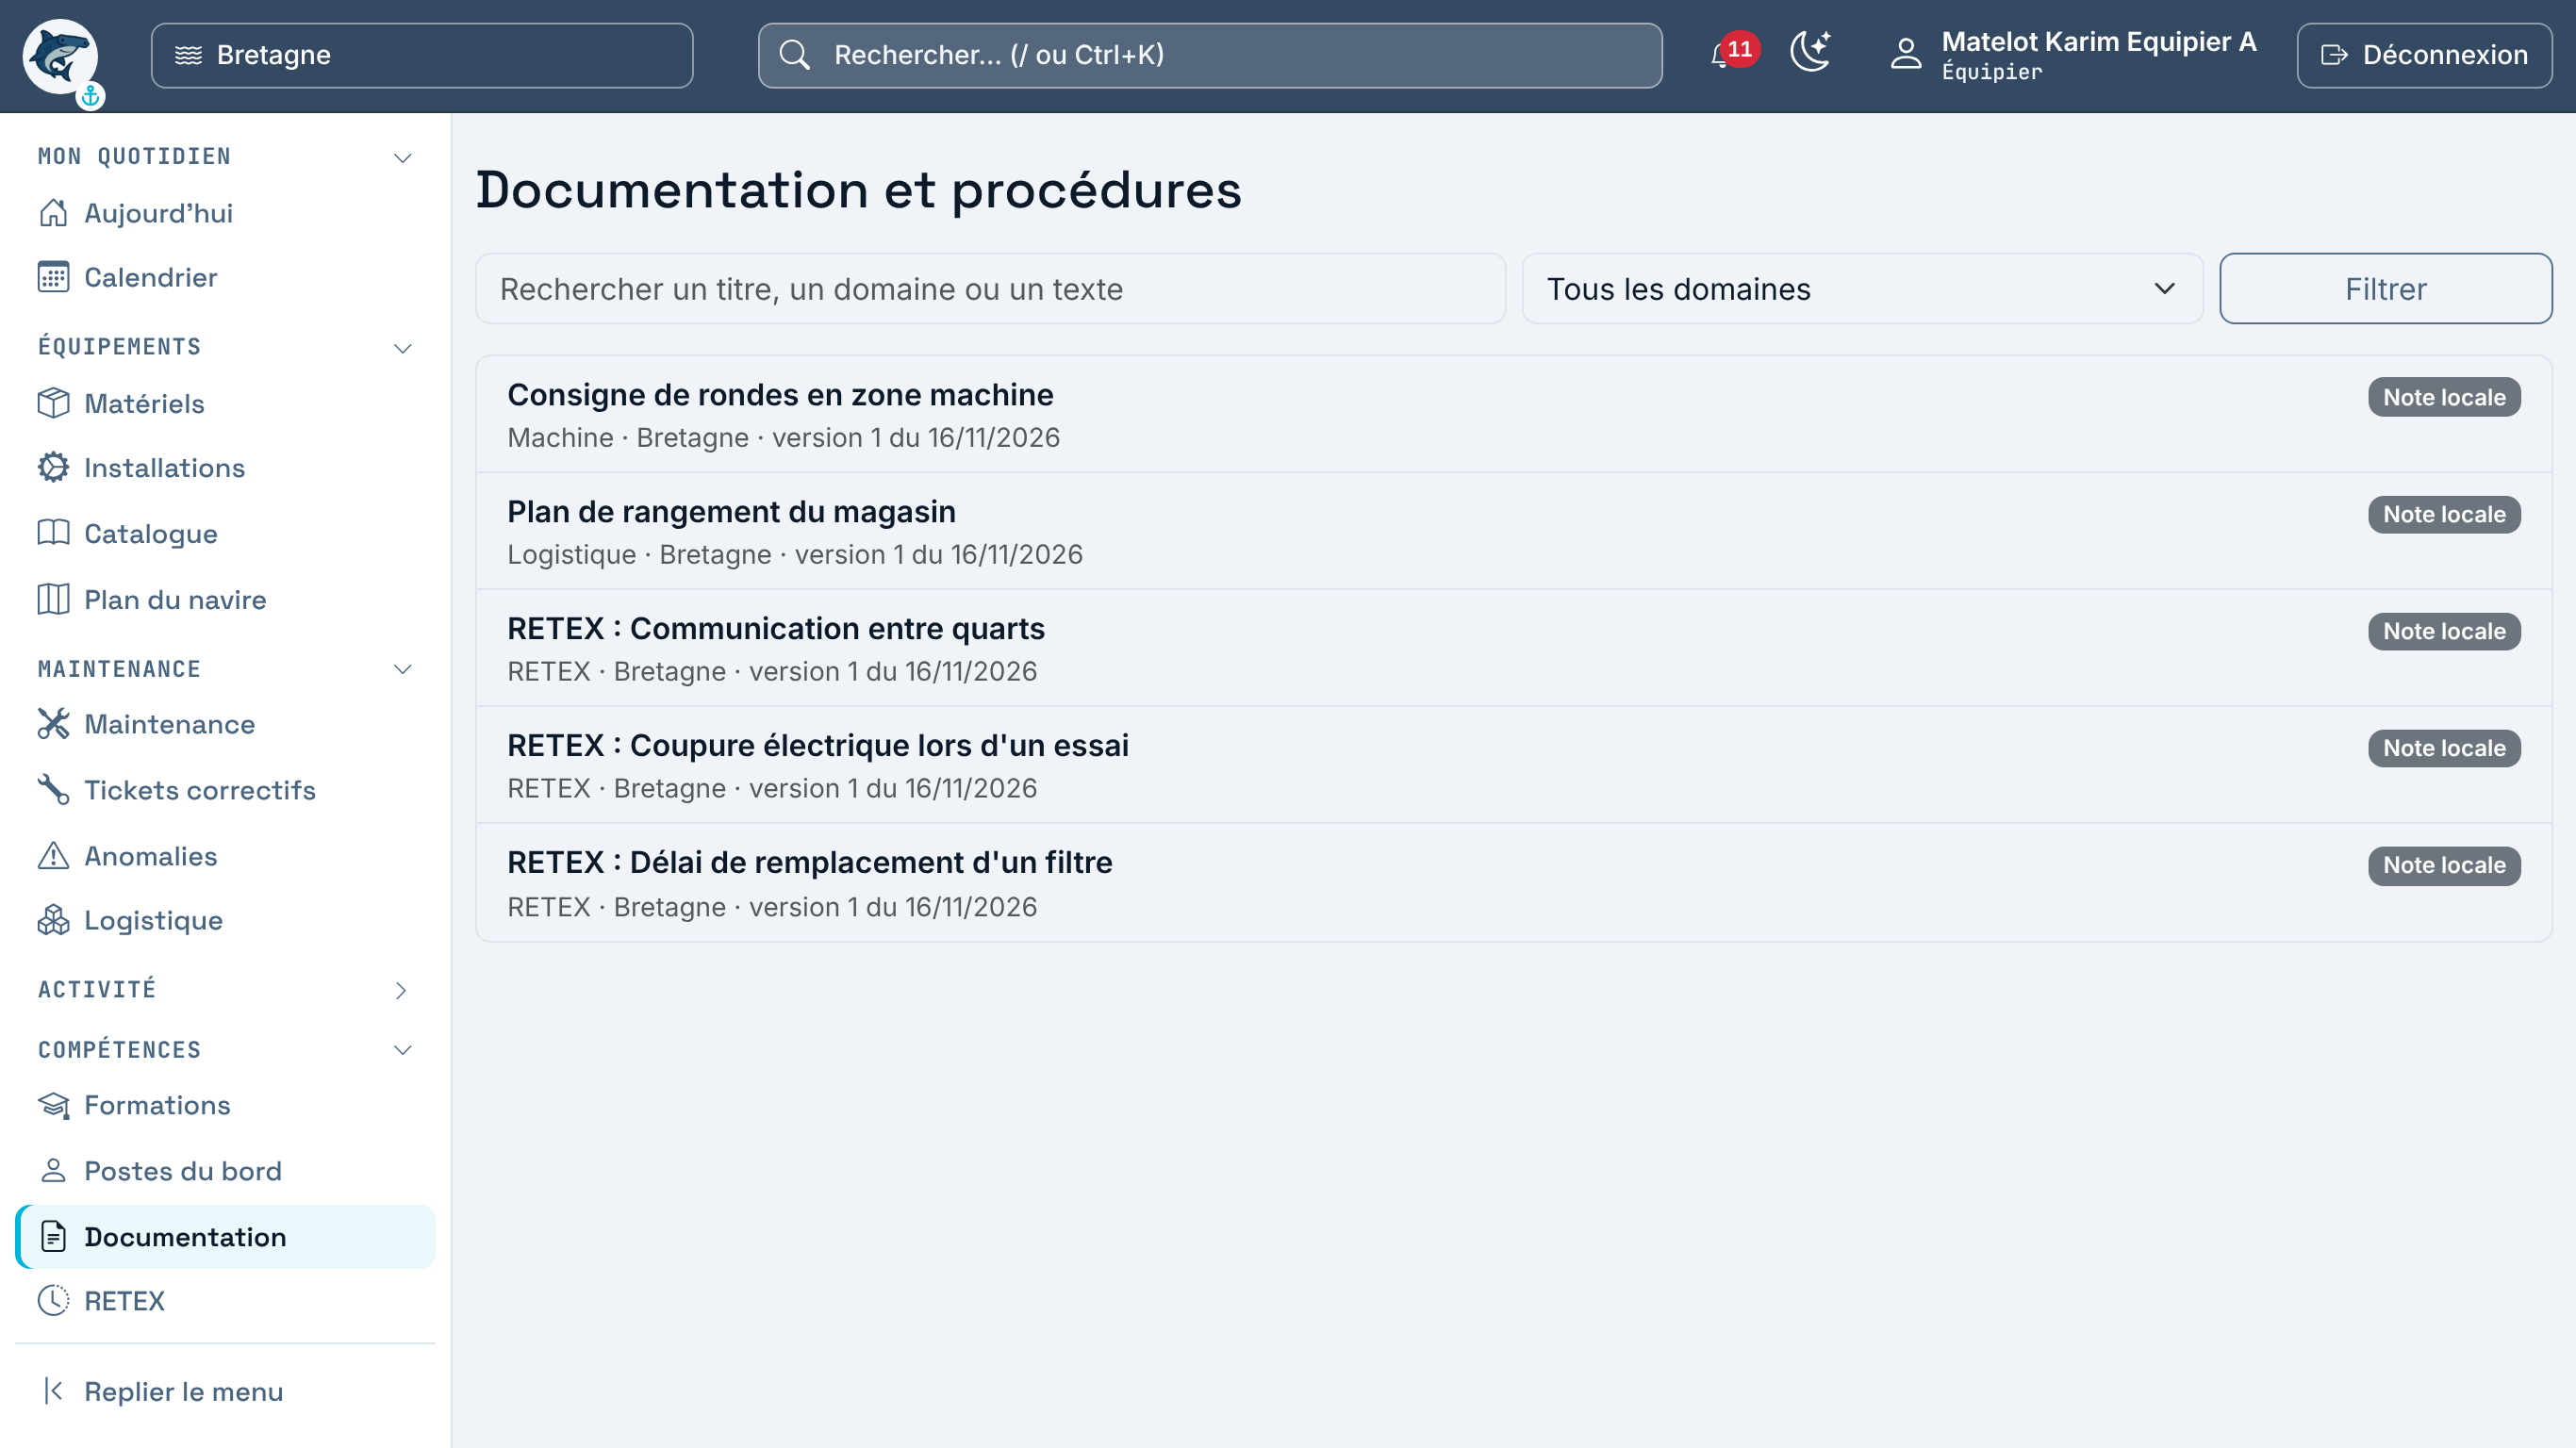 Bretagne
Rechercher... (/ ou Ctrl+K)
11
Matelot Karim Equipier A
Équipier
Déconnexion
MON QUOTIDIEN
Aujourd'hui
Calendrier
ÉQUIPEMENTS
Matériels
Installations
Catalogue
Plan du navire
MAINTENANCE
Maintenance
Tickets correctifs
Anomalies
Logistique
ACTIVITÉ
COMPÉTENCES
Formations
Postes du bord
Documentation
RETEX
Replier le menu
Documentation et procédures
Rechercher un titre, un domaine ou un texte
Tous les domaines
Filtrer
Consigne de rondes en zone machine
Note locale
Machine · Bretagne · version 1 du 16/11/2026
Plan de rangement du magasin
Note locale
Logistique · Bretagne · version 1 du 16/11/2026
RETEX : Communication entre quarts
Note locale
RETEX · Bretagne · version 1 du 16/11/2026
RETEX : Coupure électrique lors d'un essai
Note locale
RETEX · Bretagne · version 1 du 16/11/2026
RETEX : Délai de remplacement d'un filtre
Note locale
RETEX · Bretagne · version 1 du 16/11/2026